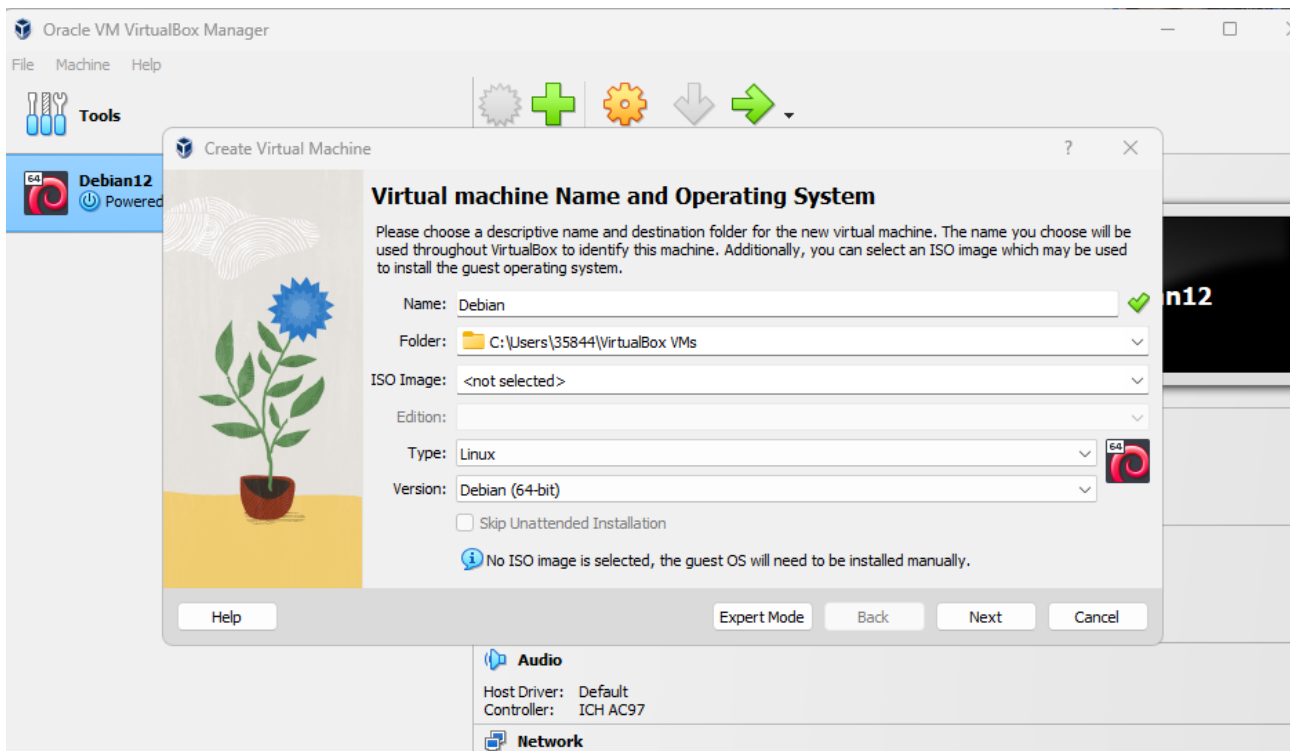 Oracle VM VirtualBox Manager
File Machine Help
Tools
64
Debian12
Powered
Create Virtual Machine
?
Virtual machine Name and Operating System
Please choose a descriptive name and destination folder for the new virtual machine. The name you choose will be
used throughout VirtualBox to identify this machine. Additionally, you can select an ISO image which may be used
to install the guest operating system.
Name: Debian
Folder: C:\Users\35844\VirtualBox VMs
ISO Image: <not selected>
Edition:
Type: Linux
64
Version: Debian (64-bit)
Skip Unattended Installation
No ISO image is selected, the guest OS will need to be installed manually.
Help Expert Mode Back Next Cancel
n12
Audio
Host Driver: Default
Controller: ICH AC97
Network